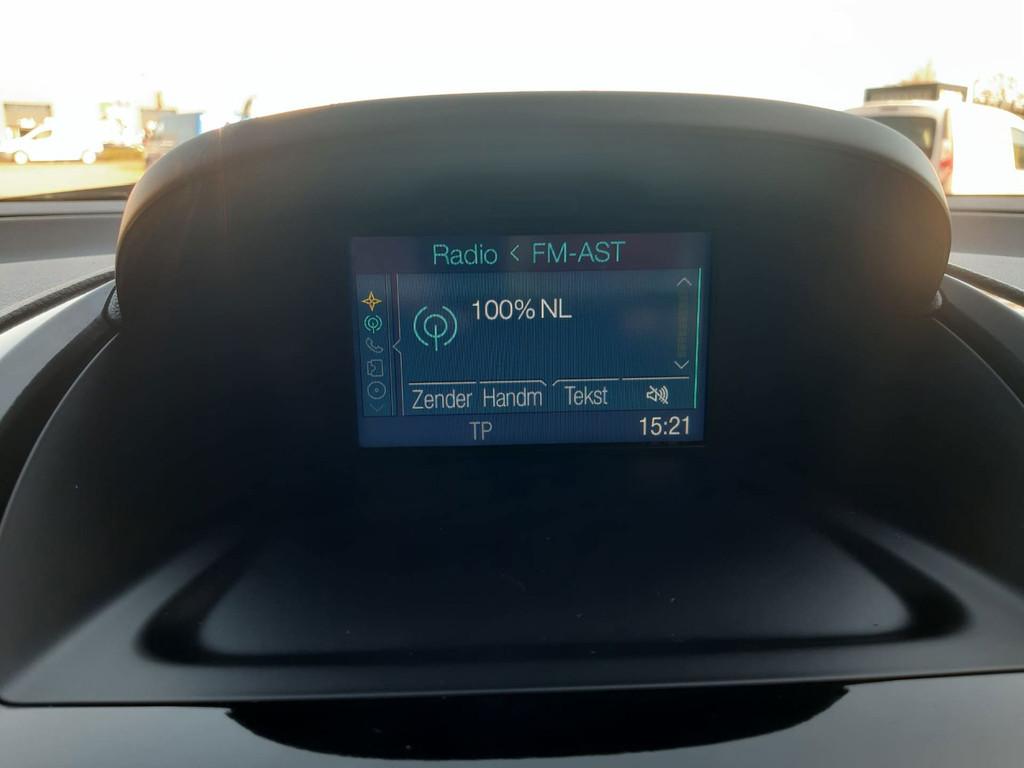 Radio < FM-AST
100% NL
Zender Handm Tekst
TP 15:21